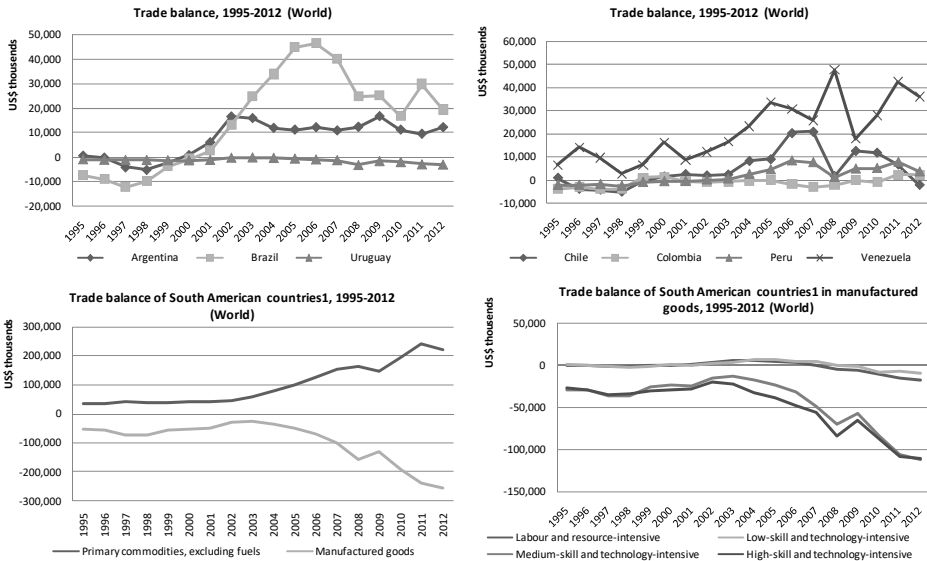 Trade balance, 1995-2012 (World)
US$ thousands
50,000
40,000
30,000
20,000
10,000
0
-10,000
-20,000
1995 1996 1997 1998 1999 2000 2001 2002 2003 2004 2005 2006 2007 2008 2009 2010 2011 2012
Argentina Brazil Uruguay
Trade balance, 1995-2012 (World)
US$ thousands
60,000
50,000
40,000
30,000
20,000
10,000
0
-10,000
1995 1996 1997 1998 1999 2000 2001 2002 2003 2004 2005 2006 2007 2008 2009 2010 2011 2012
Chile Colombia Peru Venezuela
Trade balance of South American countries1, 1995-2012
(World)
US$ thousands
300,000
200,000
100,000
0
-100,000
-200,000
-300,000
1995 1996 1997 1998 1999 2000 2001 2002 2003 2004 2005 2006 2007 2008 2009 2010 2011 2012
Primary commodities, excluding fuels Manufactured goods
Trade balance of South American countries1 in manufactured
goods, 1995-2012 (World)
US$ thousands
50,000
0
-50,000
-100,000
-150,000
1995 1996 1997 1998 1999 2000 2001 2002 2003 2004 2005 2006 2007 2008 2009 2010 2011 2012
Labour and resource-intensive Low-skill and technology-intensive
Medium-skill and technology-intensive High-skill and technology-intensive